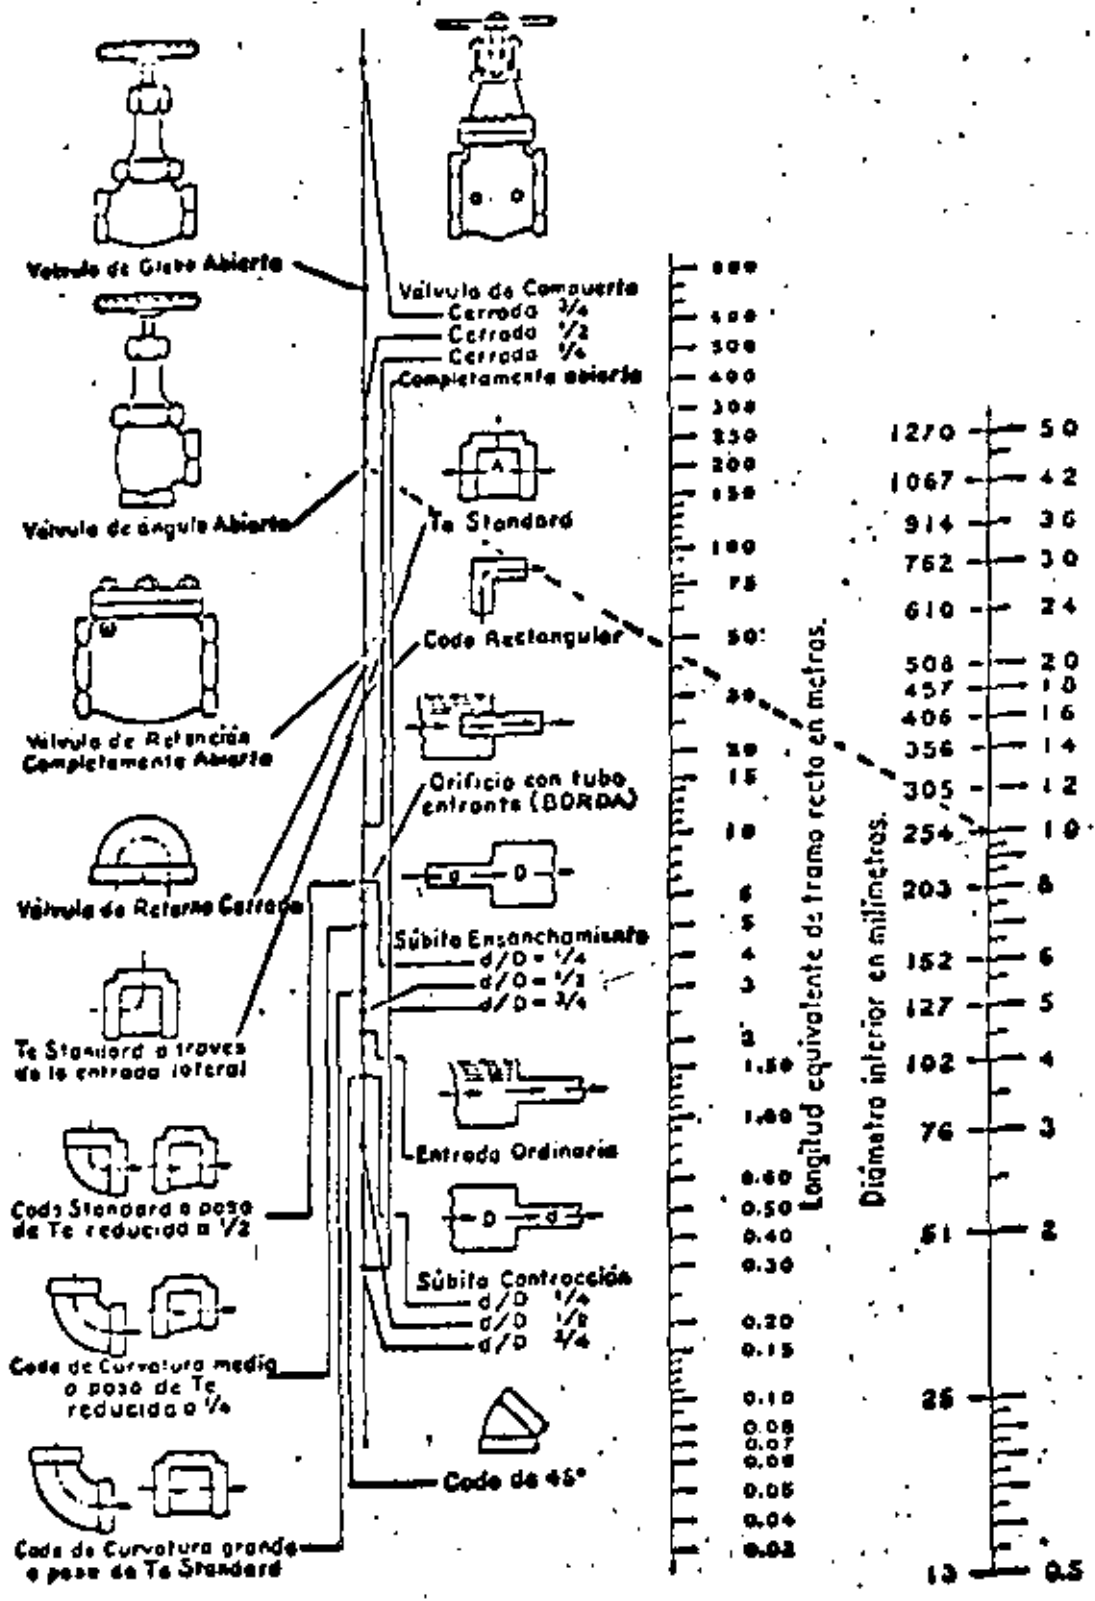 Válvula de Globo Abierta
Válvula de Compuerta
Cerrada 3/4
Cerrada 1/2
Cerrada 1/4
Completamente abierta
A
Válvula de ángulo Abierta
Te Standard
Codo Rectangular
Válvula de Retención
Completamente Abierta
Orificio con tubo
entrante (BORDA)
Válvula de Retorno Cerrada
d D
Súbito Ensanchamiento
d/D = 1/4
d/D = 1/2
d/D = 3/4
Te Standard a traves
de la entrada lateral
Entrada Ordinaria
Codo Standard o paso
de Te reducida a 1/2
D d
Súbita Contracción
d/D 1/4
d/D 1/2
d/D 3/4
Codo de Curvatura media
o paso de Te
reducida a 1/4
Codo de 45°
Codo de Curvatura grande
o paso de Te Standard
500
400
300
250
200
150
100
75
50
30
20
15
10
6
5
4
3
2
1.50
1.00
0.60
0.50
0.40
0.30
0.20
0.15
0.10
0.08
0.07
0.06
0.05
0.04
Longitud equivalente de tramo recto en metros.
1270 50
1067 42
914 36
762 30
610 24
508 20
457
406 16
356 14
305 12
254 10
203 8
152 6
127 5
102 4
76 3
51 2
25
13 0.5
Diámetro interior en milímetros.